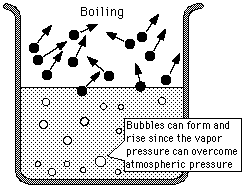 Boiling
Bubbles can form and
rise since the vapor
pressure can overcome
atmospheric pressure